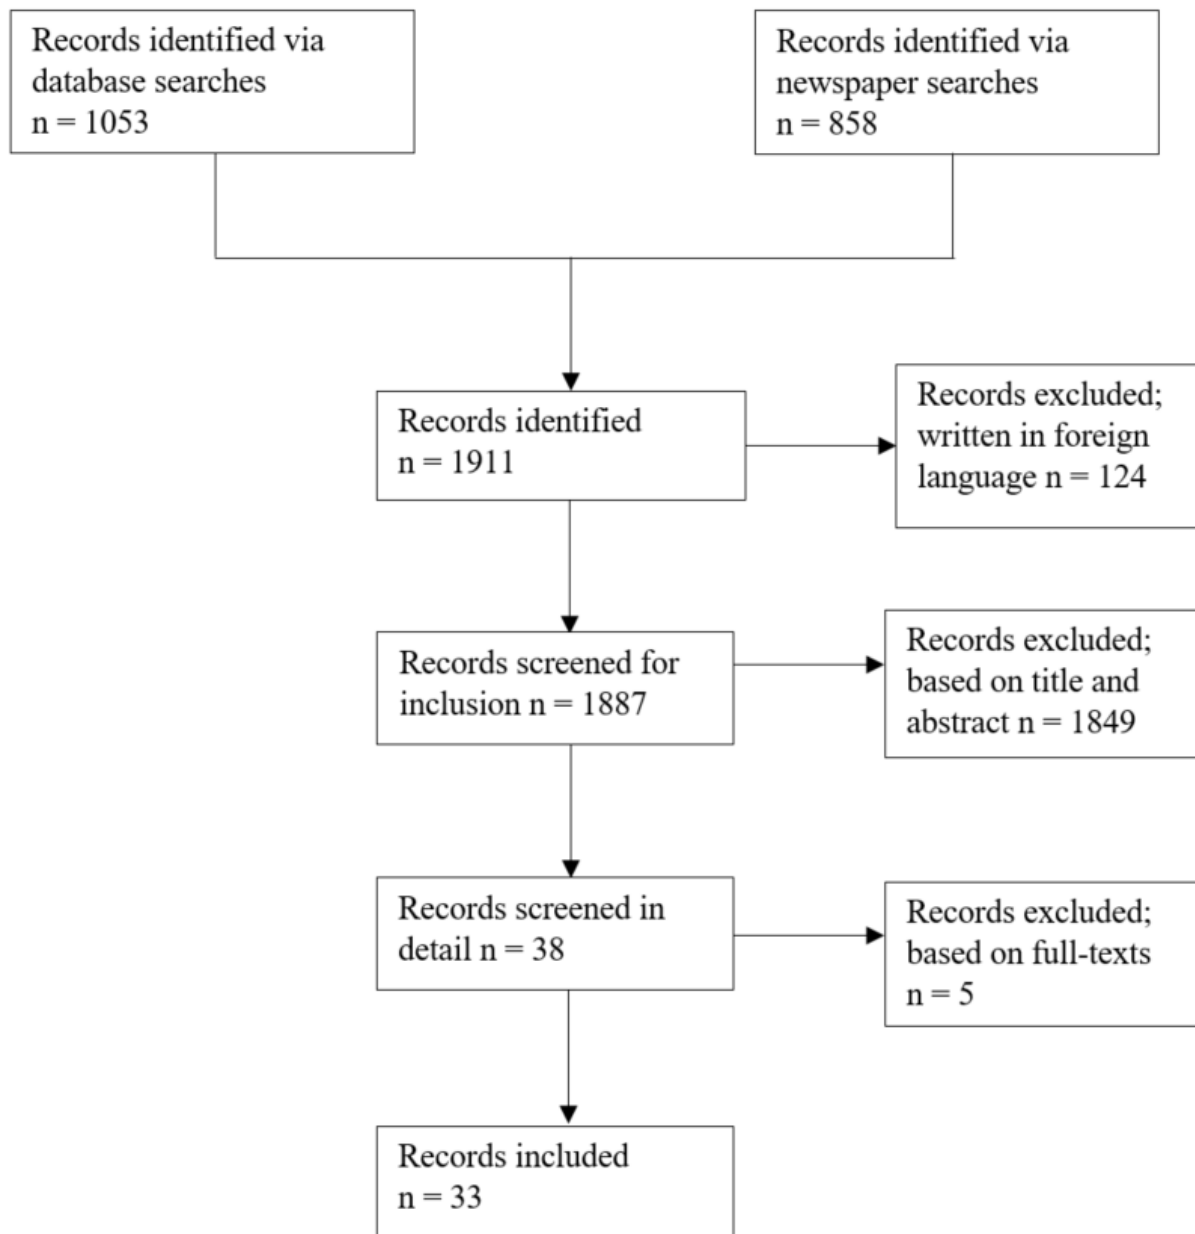 Records identified via
database searches
n = 1053
Records identified via
newspaper searches
n = 858
Records identified
n = 1911
Records excluded;
written in foreign
language n = 124
Records screened for
inclusion n = 1887
Records excluded;
based on title and
abstract n = 1849
Records screened in
detail n = 38
Records excluded;
based on full-texts
n = 5
Records included
n = 33